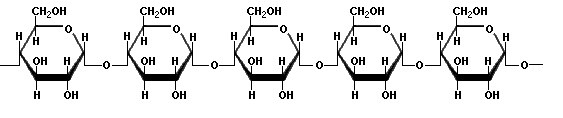 CH₂OH CH₂OH CH₂OH CH₂OH CH₂OH
O O O O O
H H H H H H H H H H H H H H H
OH H O OH H O OH H O OH H O OH H O
H OH H OH H OH H OH H OH